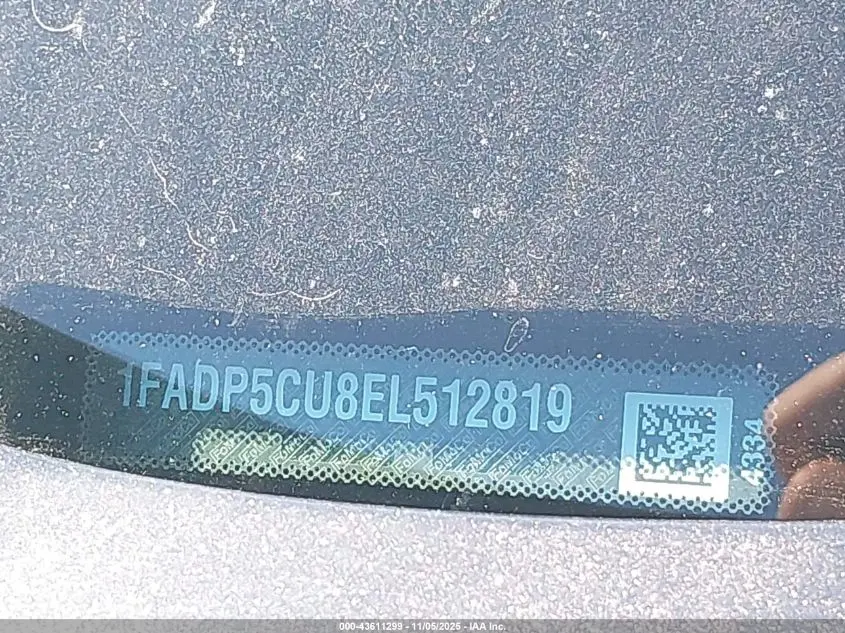 1FADP5CU8EL512819
4334
000-43611299 - 11/05/2025 - IAA Inc.